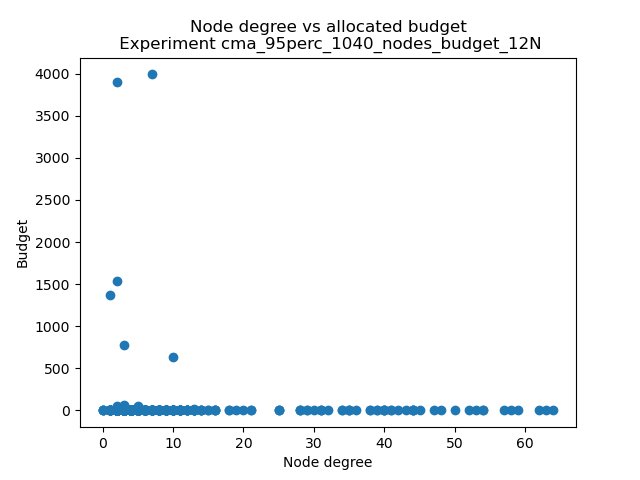 Node degree vs allocated budget
Experiment cma_95perc_1040_nodes_budget_12N
4000
3500
3000
2500
2000
1500
1000
500
0
Budget
0 10 20 30 40 50 60
Node degree